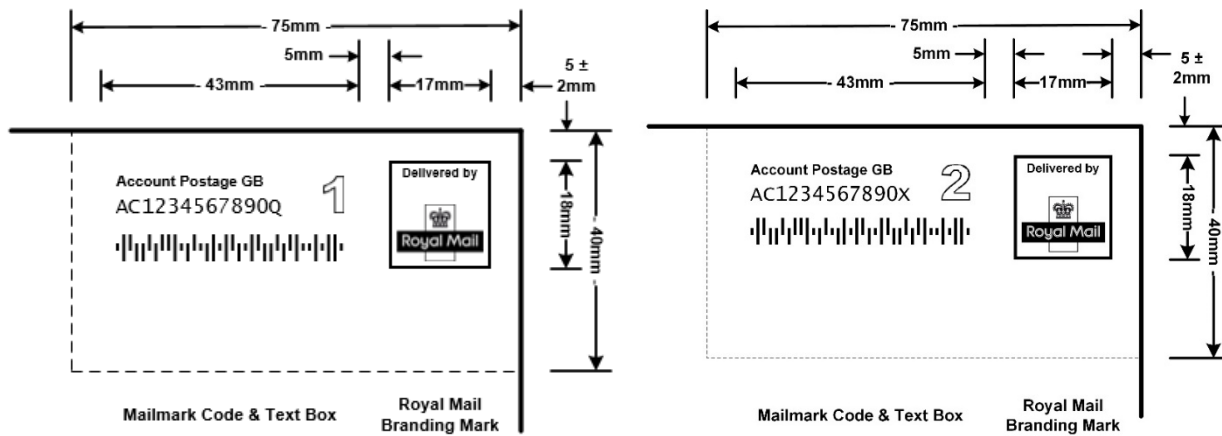 75mm
5mm
43mm
17mm
5 ±
2mm
Account Postage GB
AC1234567890Q
1
Delivered by
Royal Mail
18mm
40mm
Mailmark Code & Text Box
Royal Mail
Branding Mark
75mm
5mm
43mm
17mm
5 ±
2mm
Account Postage GB
AC1234567890X
2
Delivered by
Royal Mail
18mm
40mm
Mailmark Code & Text Box
Royal Mail
Branding Mark